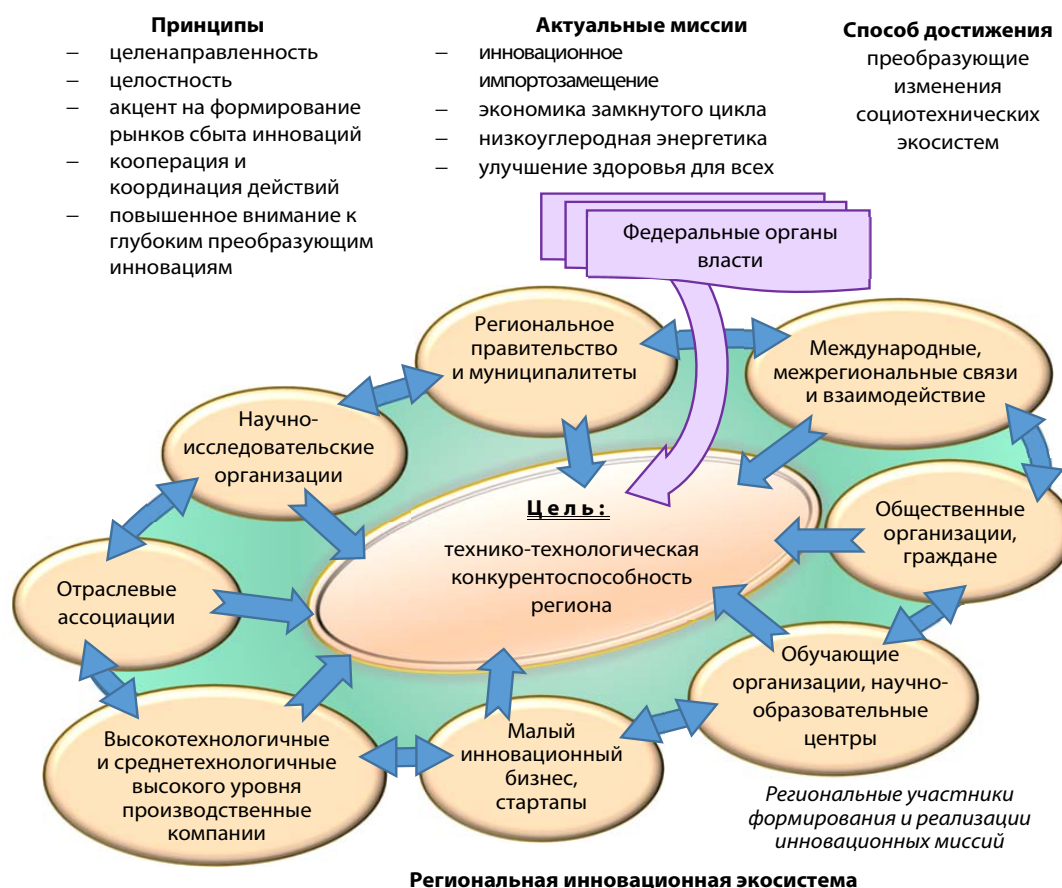 Принципы
– целенаправленность
– целостность
– акцент на формирование
рынков сбыта инноваций
– кооперация и
координация действий
– повышенное внимание к
глубоким преобразующим
инновациям
Актуальные миссии
– инновационное
импортозамещение
– экономика замкнутого цикла
– низкоуглеродная энергетика
– улучшение здоровья для всех
Способ достижения
преобразующие
изменения
социотехнических
экосистем
Федеральные органы
власти
Региональное
правительство
и муниципалитеты
Международные,
межрегиональные связи
и взаимодействие
Научно-
исследовательские
организации
Общественные
организации,
граждане
Цель:
технико-технологическая
конкурентоспособность
региона
Отраслевые
ассоциации
Обучающие
организации, научно-
образовательные
центры
Высокотехнологичные
и среднетехнологичные
высокого уровня
производственные
компании
Малый
инновационный
бизнес,
стартапы
Региональные участники
формирования и реализации
инновационных миссий
Региональная инновационная экосистема